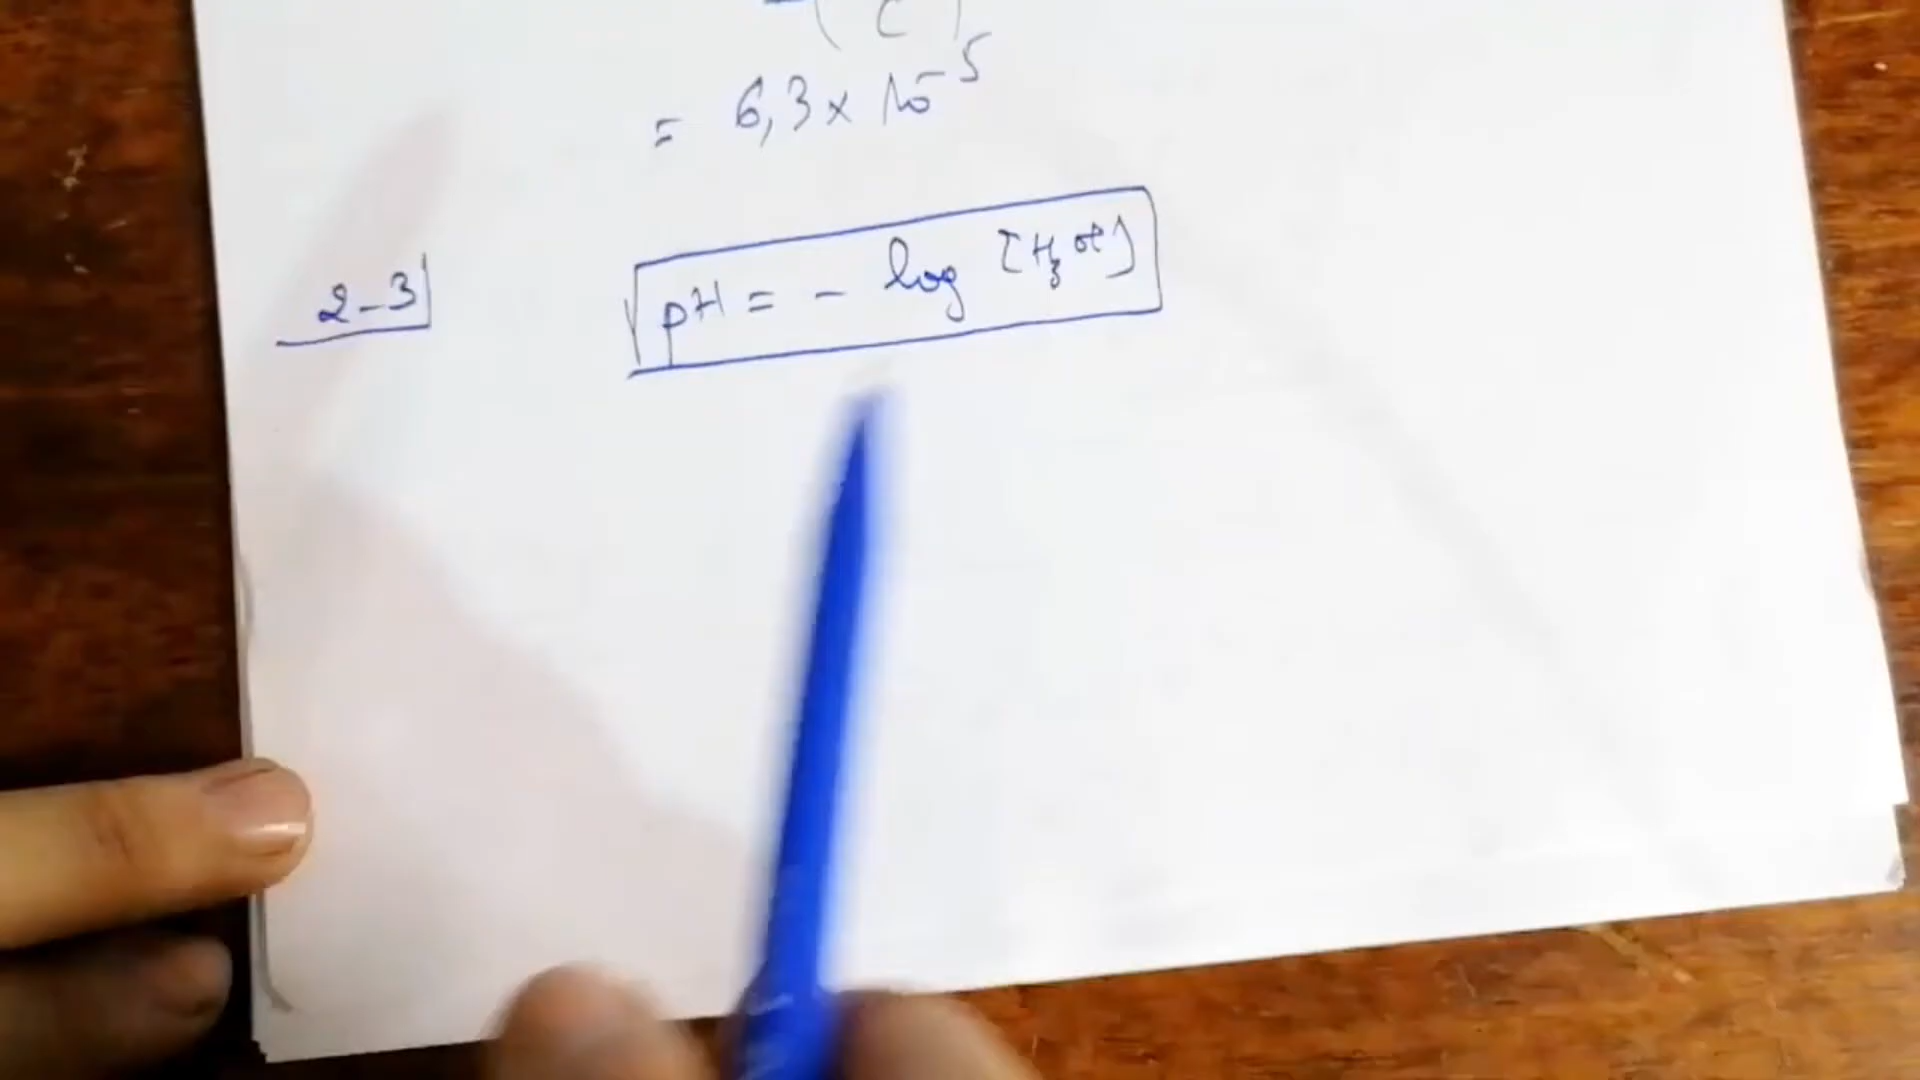 ( C )
= 6,3 x 10^-5
2-3
pH = - log [H3O+]